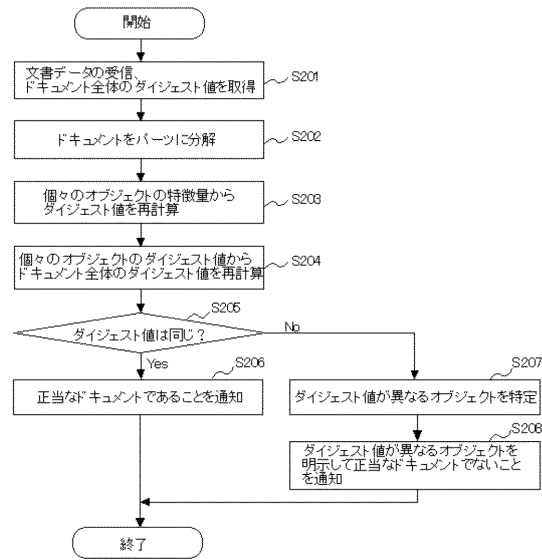 開始
文書データの受信、
ドキュメント全体のダイジェスト値を取得
S201
ドキュメントをパーツに分解
S202
個々のオブジェクトの特徴量から
ダイジェスト値を再計算
S203
個々のオブジェクトのダイジェスト値から
ドキュメント全体のダイジェスト値を再計算
S204
S205
ダイジェスト値は同じ？
No
Yes
S206
正当なドキュメントであることを通知
S207
ダイジェスト値が異なるオブジェクトを特定
S208
ダイジェスト値が異なるオブジェクトを
明示して正当なドキュメントでないこと
を通知
終了